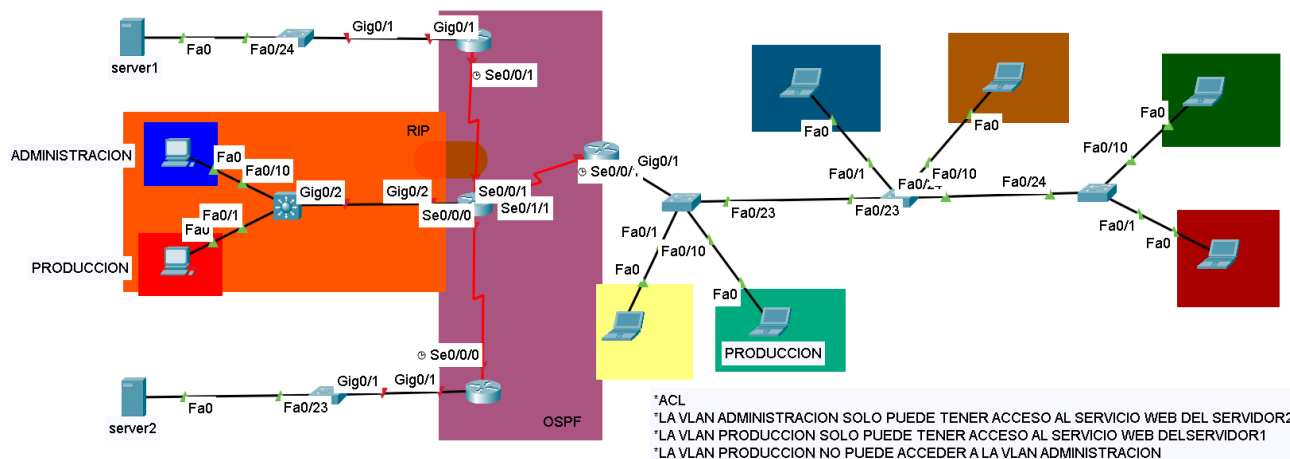 Gig0/1
Gig0/1
Fa0
Fa0/24
server1
Se0/0/1
RIP
ADMINISTRACION
Fa0
Fa0/10
Gig0/2
Gig0/2
Fa0/1
PRODUCCION
Se0/0/1
Se0/0/0
Se0/1/1
Gig0/1
Fa0
Fa0/1
Fa0
Fa0/10
Fa0/23
Fa0/23
Fa0/24
Fa0/10
Fa0/1
Fa0
Fa0
Fa0/1
Fa0/10
Fa0
Fa0
PRODUCCION
Se0/0/0
Gig0/1
Gig0/1
Fa0
Fa0/23
server2
OSPF
*ACL
*LA VLAN ADMINISTRACION SOLO PUEDE TENER ACCESO AL SERVICIO WEB DEL SERVIDOR2
*LA VLAN PRODUCCION SOLO PUEDE TENER ACCESO AL SERVICIO WEB DELSERVIDOR1
*LA VLAN PRODUCCION NO PUEDE ACCEDER A LA VLAN ADMINISTRACION